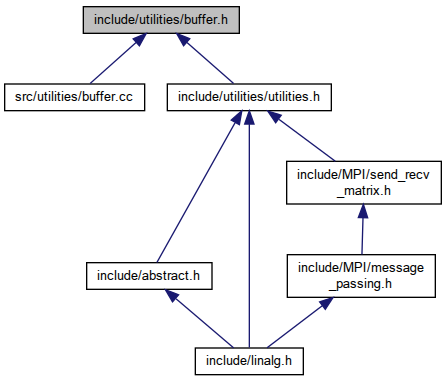 include/utilities/buffer.h
src/utilities/buffer.cc
include/utilities/utilities.h
include/MPI/send_recv
_matrix.h
include/abstract.h
include/MPI/message
_passing.h
include/linalg.h